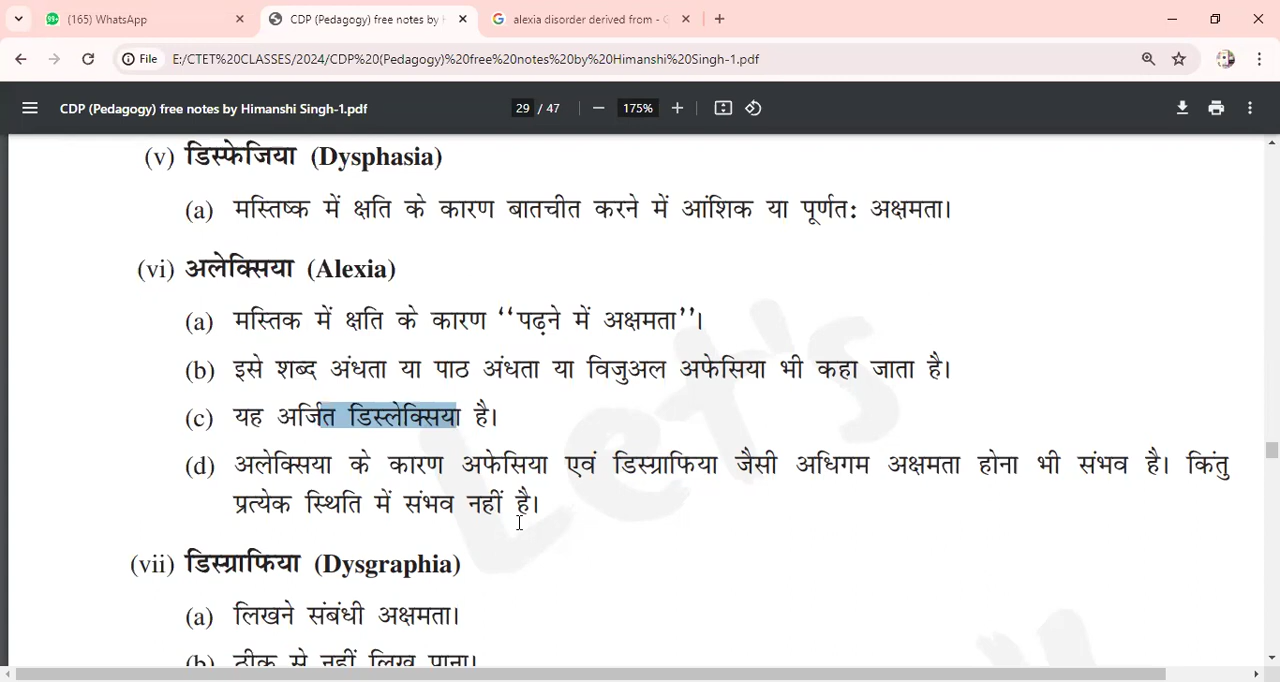 (165) WhatsApp
CDP (Pedagogy) free notes by H
alexia disorder derived from - G
File
E:/CTET%20CLASSES/2024/CDP%20(Pedagogy)%20free%20notes%20by%20Himanshi%20Singh-1.pdf
CDP (Pedagogy) free notes by Himanshi Singh-1.pdf
29 / 47
175%
(v) डिस्फेजिया (Dysphasia)
(a) मस्तिष्क में क्षति के कारण बातचीत करने में आंशिक या पूर्णत: अक्षमता।
(vi) अलेक्सिया (Alexia)
(a) मस्तिक में क्षति के कारण ‘‘पढ़ने में अक्षमता’’।
(b) इसे शब्द अंधता या पाठ अंधता या विजुअल अफेसिया भी कहा जाता है।
(c) यह अर्जित डिस्लेक्सिया है।
(d) अलेक्सिया के कारण अफेसिया एवं डिस्ग्राफिया जैसी अधिगम अक्षमता होना भी संभव है। किंतु
प्रत्येक स्थिति में संभव नहीं है।
(vii) डिस्ग्राफिया (Dysgraphia)
(a) लिखने संबंधी अक्षमता।
(b) ठीक से नहीं लिख पाना।
Let's